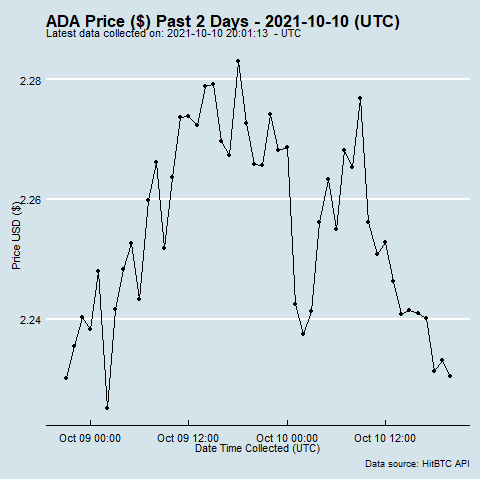 ADA Price ($) Past 2 Days - 2021-10-10 (UTC)
Latest data collected on: 2021-10-10 20:01:13 - UTC
2.28
2.26
2.24
Price USD ($)
Oct 09 00:00
Oct 09 12:00
Oct 10 00:00
Oct 10 12:00
Date Time Collected (UTC)
Data source: HitBTC API